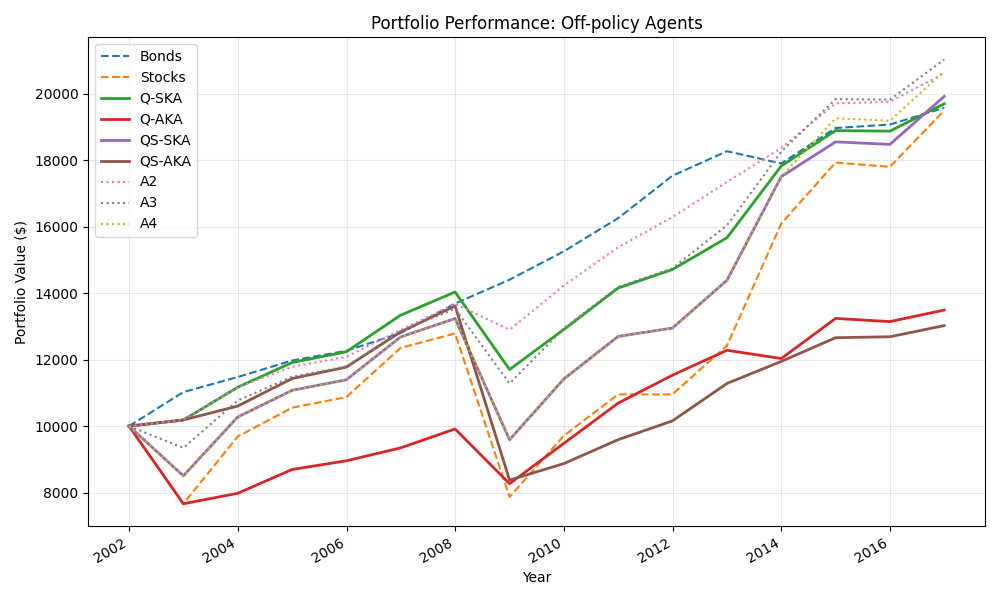 Portfolio Performance: Off-policy Agents
Bonds
Stocks
Q-SKA
Q-AKA
QS-SKA
QS-AKA
A2
A3
A4
Portfolio Value ($)
20000
18000
16000
14000
12000
10000
8000
2002
2004
2006
2008
2010
2012
2014
2016
Year